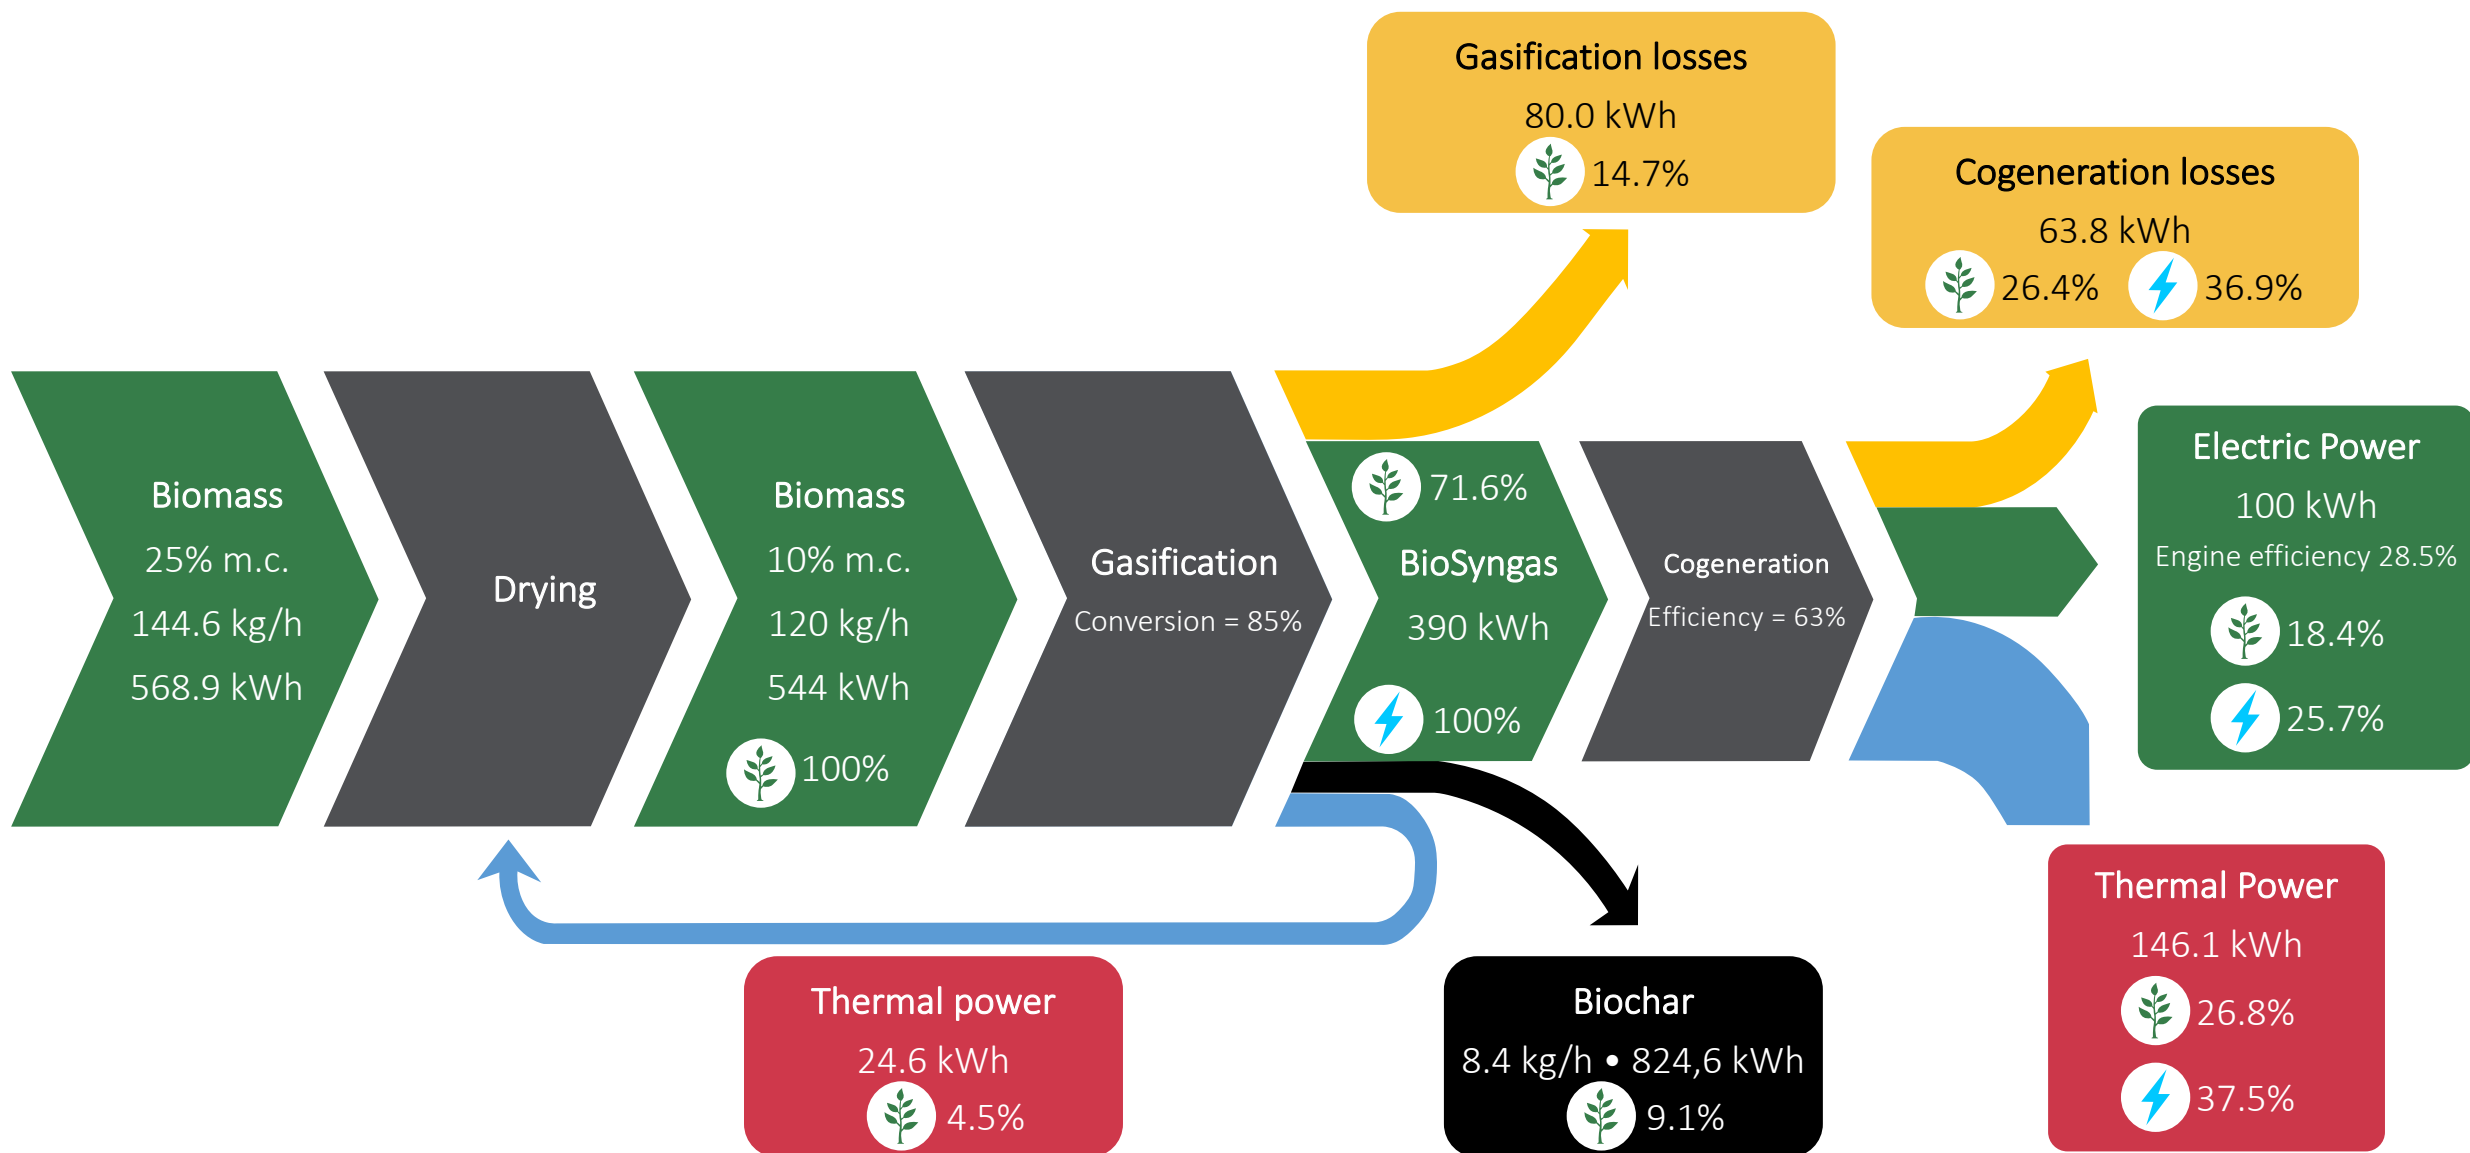 Gasification losses
80.0 kWh
14.7%
Cogeneration losses
63.8 kWh
26.4% 36.9%
Biomass
25% m.c.
144.6 kg/h
568.9 kWh
Drying
Biomass
10% m.c.
120 kg/h
544 kWh
100%
Gasification
Conversion = 85%
71.6%
BioSyngas
390 kWh
100%
Cogeneration
Efficiency = 63%
Electric Power
100 kWh
Engine efficiency 28.5%
18.4%
25.7%
Thermal Power
146.1 kWh
26.8%
37.5%
Thermal power
24.6 kWh
4.5%
Biochar
8.4 kg/h • 824,6 kWh
9.1%